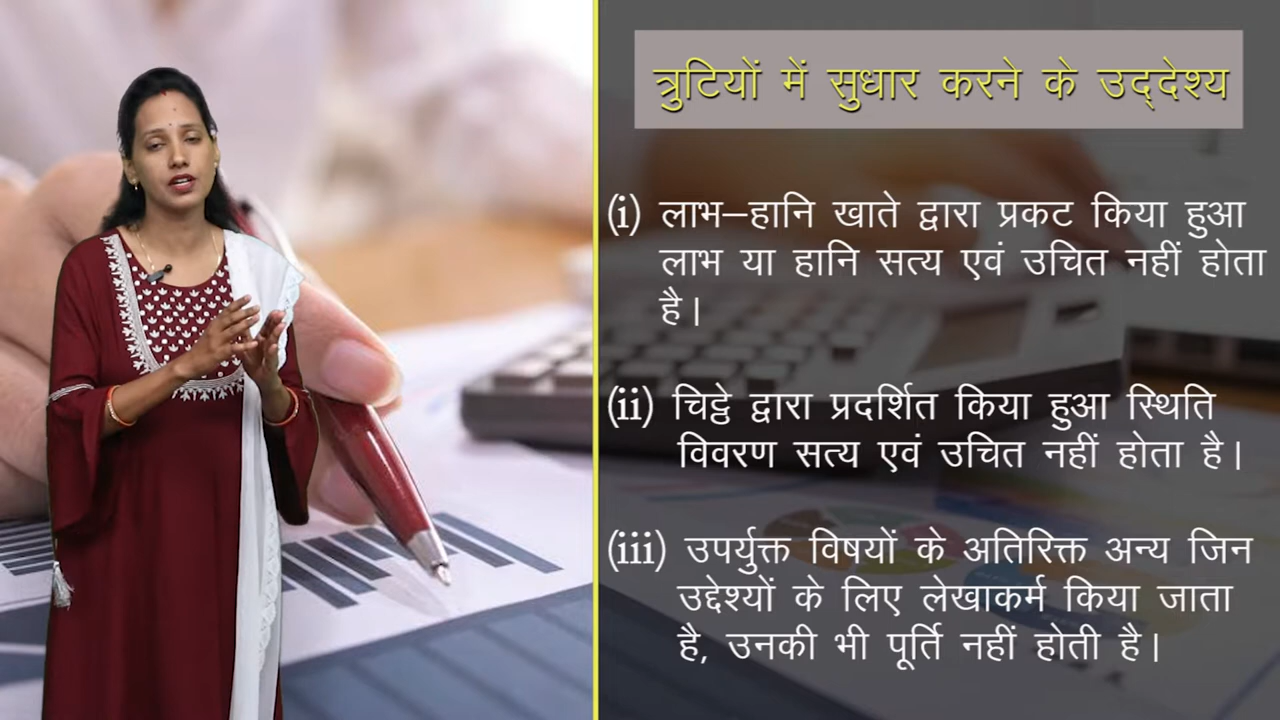 त्रुटियों में सुधार करने के उद्‌देश्य
(i) लाभ–हानि खाते द्वारा प्रकट किया हुआ
लाभ या हानि सत्य एवं उचित नहीं होता
है।
(ii) चिट्ठे द्वारा प्रदर्शित किया हुआ स्थिति
विवरण सत्य एवं उचित नहीं होता है।
(iii) उपर्युक्त विषयों के अतिरिक्त अन्य जिन
उद्देश्यों के लिए लेखाकर्म किया जाता
है, उनकी भी पूर्ति नहीं होती है।